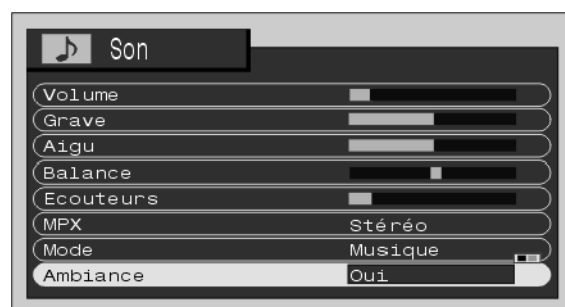 Son
Volume
Grave
Aigu
Balance
Ecouteurs
MPX Stéréo
Mode Musique
Ambiance Oui